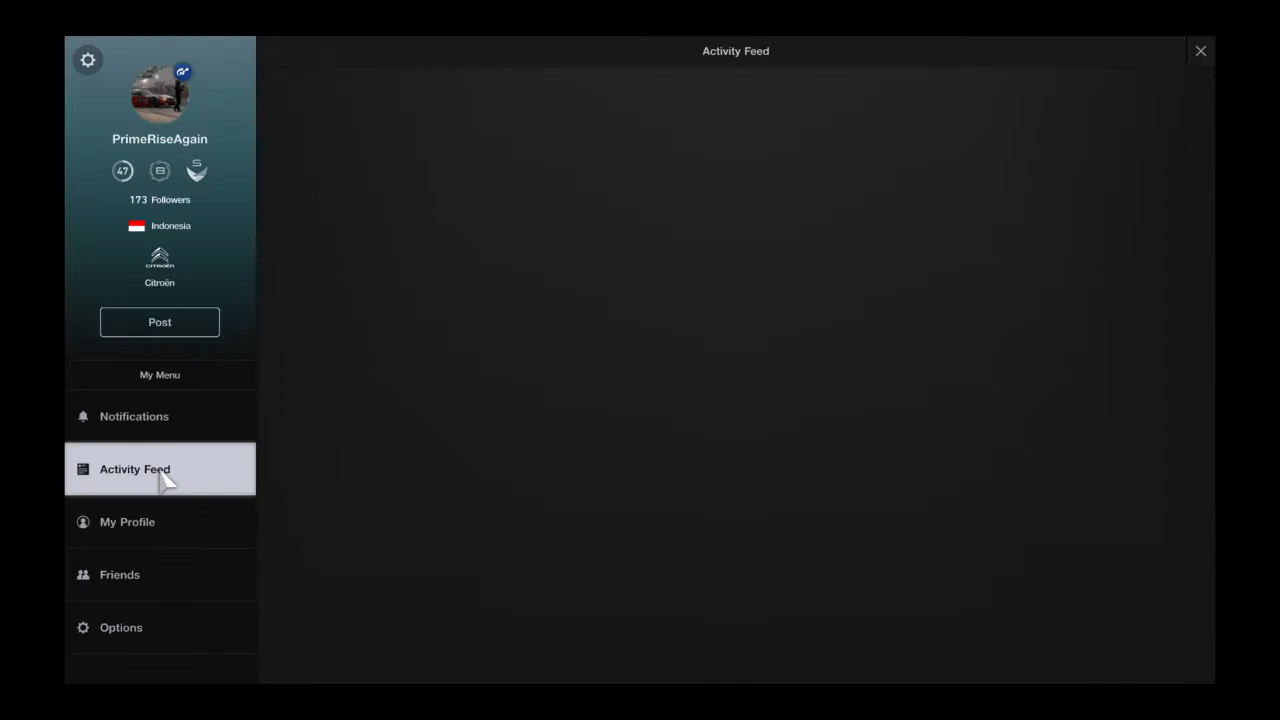 Activity Feed
PrimeRiseAgain
47 B S
173 Followers
Indonesia
CITROËN
Citroën
Post
My Menu
Notifications
Activity Feed
My Profile
Friends
Options